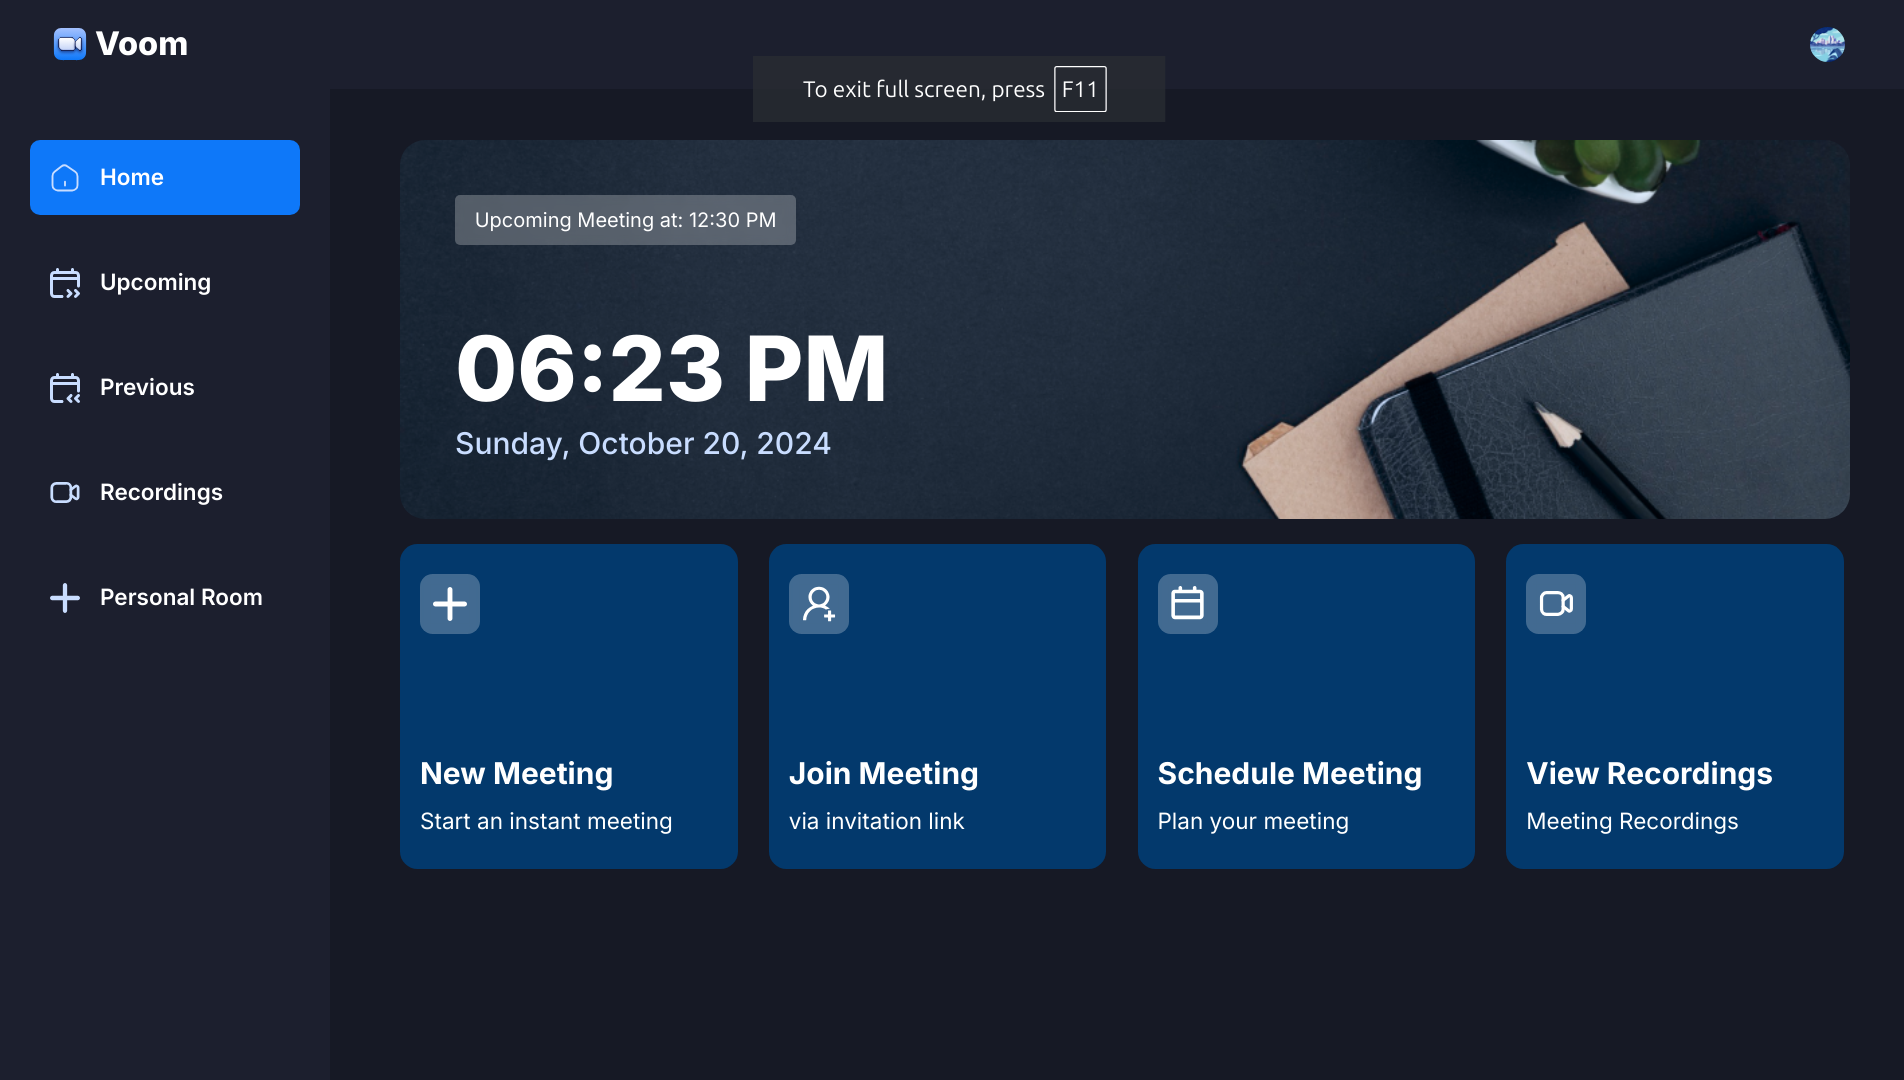 Voom
To exit full screen, press F11
Home
Upcoming
Previous
Recordings
Personal Room
Upcoming Meeting at: 12:30 PM
06:23 PM
Sunday, October 20, 2024
New Meeting
Start an instant meeting
Join Meeting
via invitation link
Schedule Meeting
Plan your meeting
View Recordings
Meeting Recordings